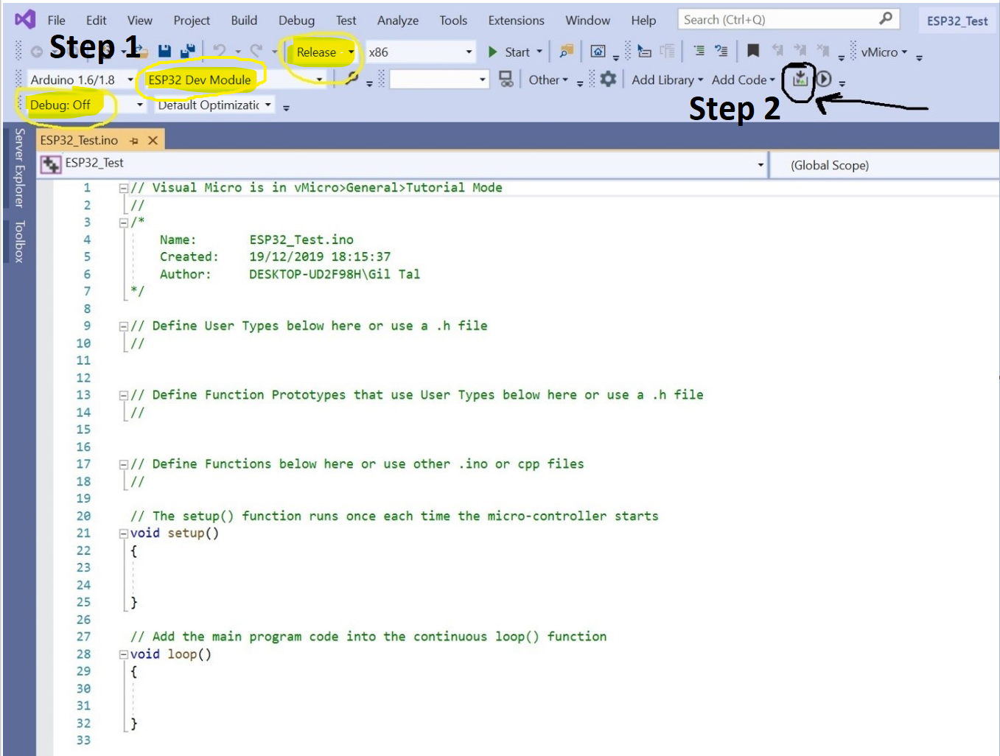 File Edit View Project Build Debug Test Analyze Tools Extensions Window Help Search (Ctrl+Q) ESP32_Test
Step 1 Release x86 Start vMicro
Arduino 1.6/1.8 ESP32 Dev Module Other Add Library Add Code
Debug: Off Default Optimizatic Step 2
Server Explorer
Toolbox
ESP32_Test.ino
ESP32_Test (Global Scope)
1 // Visual Micro is in vMicro>General>Tutorial Mode
2 //
3 /*
4 Name: ESP32_Test.ino
5 Created: 19/12/2019 18:15:37
6 Author: DESKTOP-UD2F98H\Gil Tal
7 */
8
9 // Define User Types below here or use a .h file
10 //
11
12
13 // Define Function Prototypes that use User Types below here or use a .h file
14 //
15
16
17 // Define Functions below here or use other .ino or cpp files
18 //
19
20 // The setup() function runs once each time the micro-controller starts
21 void setup()
22 {
23
24
25 }
26
27 // Add the main program code into the continuous loop() function
28 void loop()
29 {
30
31
32 }
33